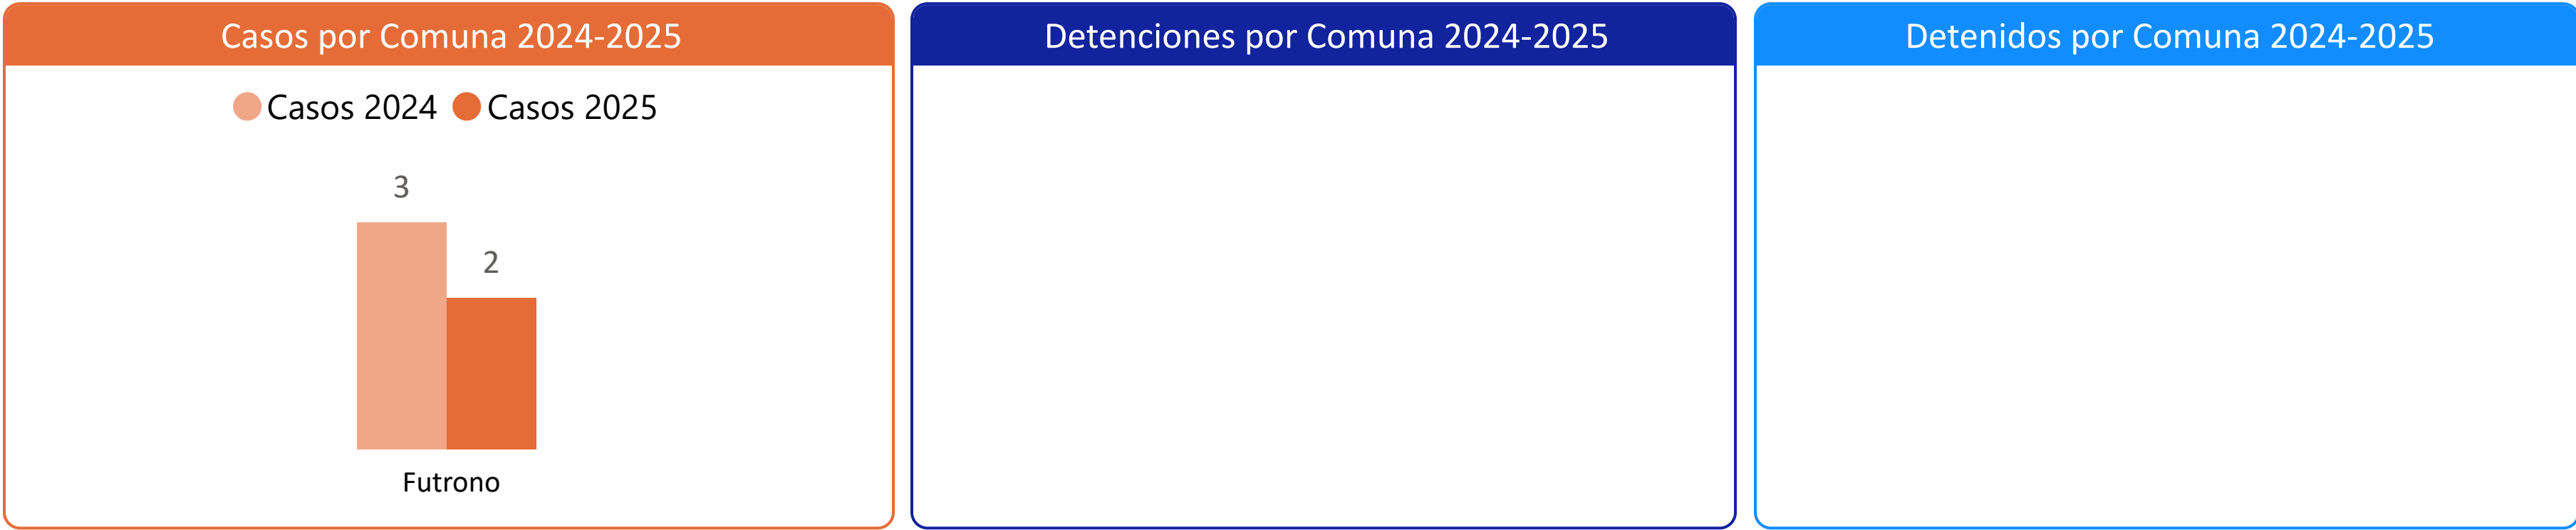 Casos por Comuna 2024-2025
Casos 2024 Casos 2025
3
2
Futrono
Detenciones por Comuna 2024-2025
Detenidos por Comuna 2024-2025